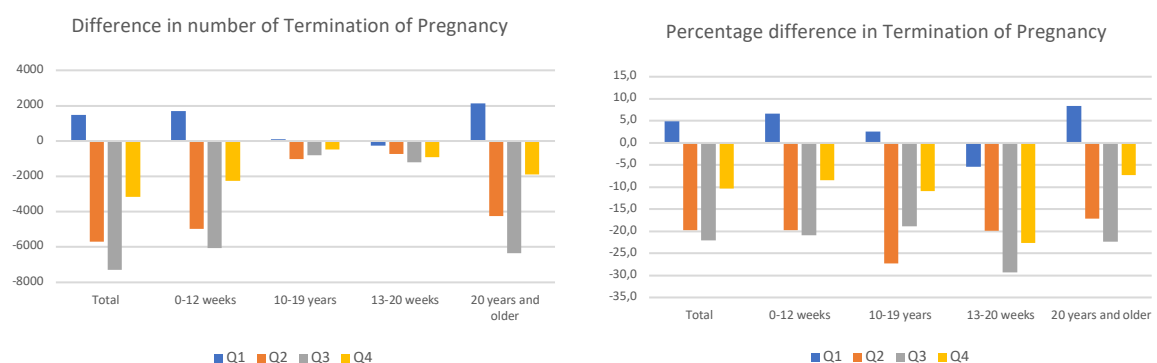 Difference in number of Termination of Pregnancy
4000
2000
0
-2000
-4000
-6000
-8000
Total
0-12 weeks
10-19 years
13-20 weeks
20 years and
older
Q1 Q2 Q3 Q4
Percentage difference in Termination of Pregnancy
15,0
10,0
5,0
0,0
-5,0
-10,0
-15,0
-20,0
-25,0
-30,0
-35,0
Total
0-12 weeks
10-19 years
13-20 weeks
20 years and older
Q1 Q2 Q3 Q4